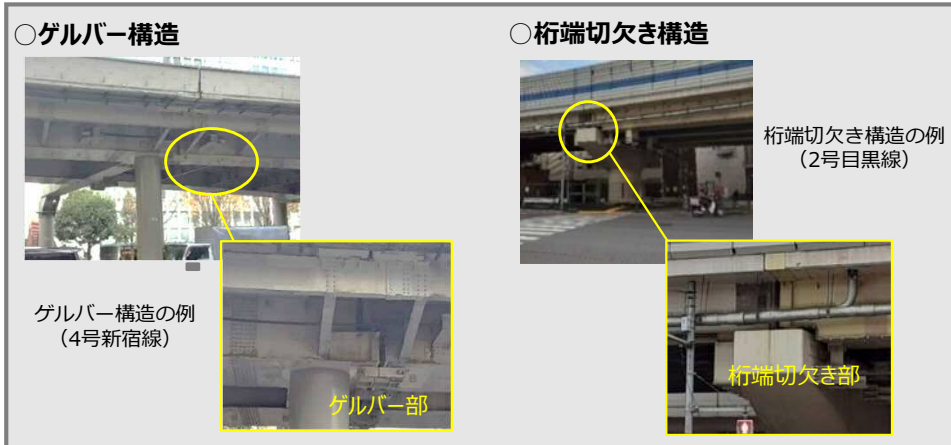 ○ゲルバー構造
ゲルバー構造の例
（4号新宿線）
ゲルバー部
○桁端切欠き構造
桁端切欠き構造の例
（2号目黒線）
桁端切欠き部